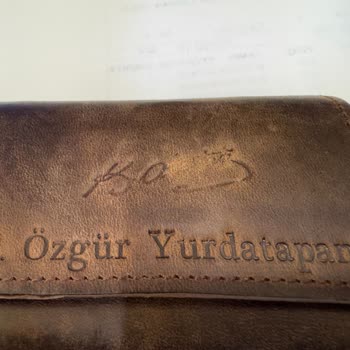 . Özgür Yurdatapan